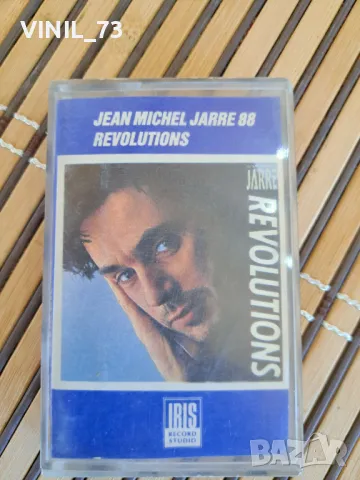 VINIL_73
JEAN MICHEL JARRE 88
REVOLUTIONS
JARRE
REVOLUTIONS
IRIS
RECORD
STUDIO
BAZAR